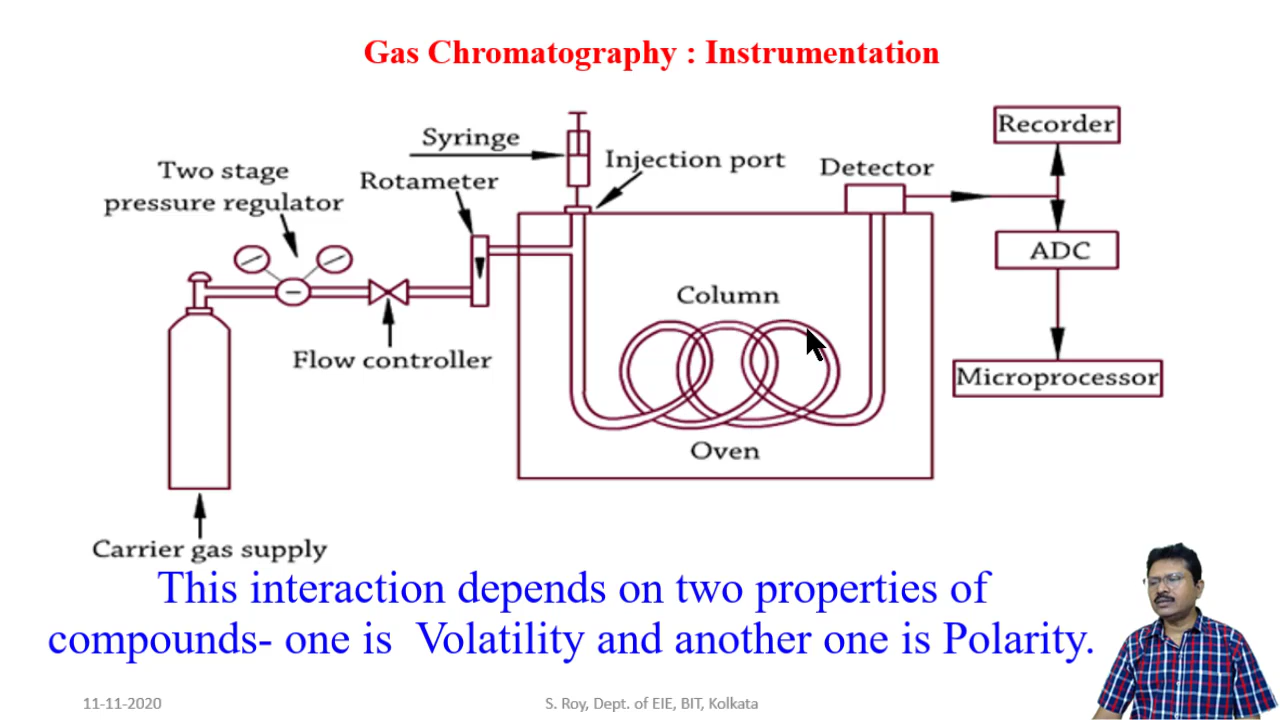 Gas Chromatography : Instrumentation
Recorder
Syringe
Injection port
Detector
Two stage
pressure regulator
Rotameter
ADC
Column
Flow controller
Microprocessor
Oven
Carrier gas supply
This interaction depends on two properties of
compounds- one is Volatility and another one is Polarity.
11-11-2020
S. Roy, Dept. of EIE, BIT, Kolkata